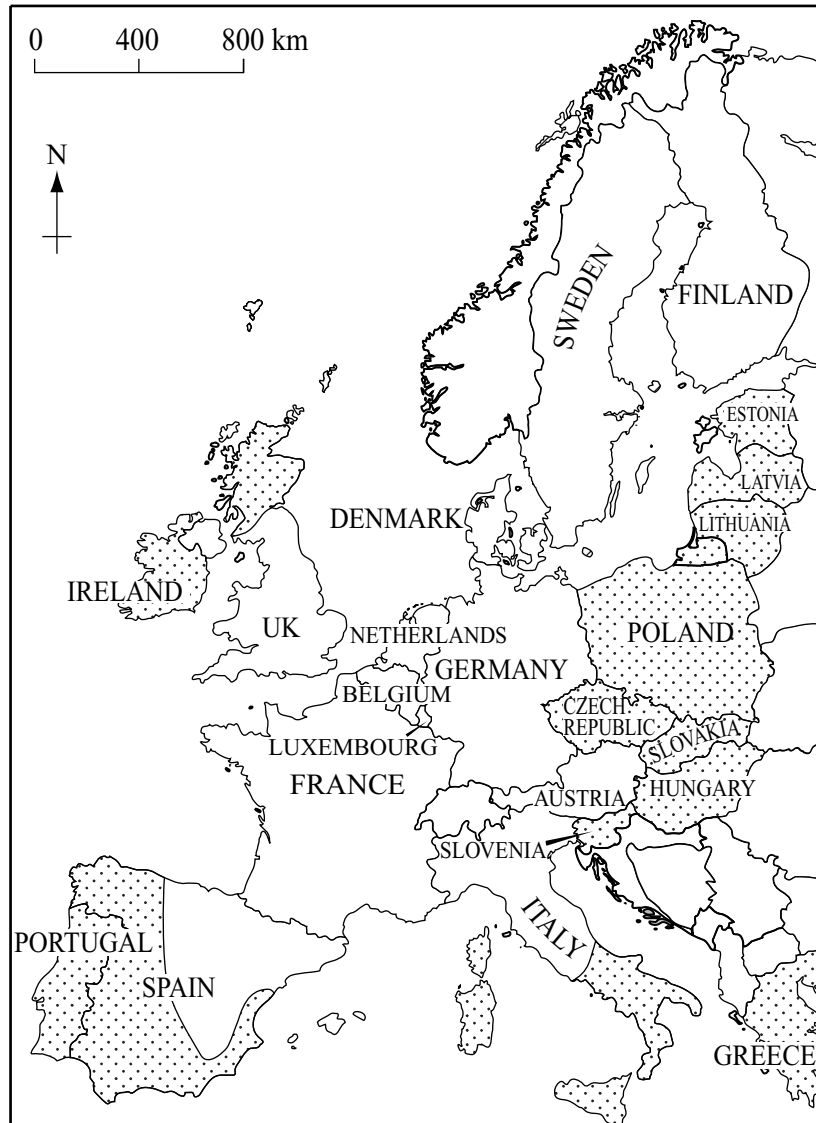 0 400 800 km
N
SWEDEN
FINLAND
ESTONIA
LATVIA
LITHUANIA
DENMARK
IRELAND
UK
NETHERLANDS
POLAND
GERMANY
BELGIUM
CZECH
REPUBLIC
SLOVAKIA
LUXEMBOURG
FRANCE
HUNGARY
AUSTRIA
SLOVENIA
ITALY
PORTUGAL
SPAIN
GREECE